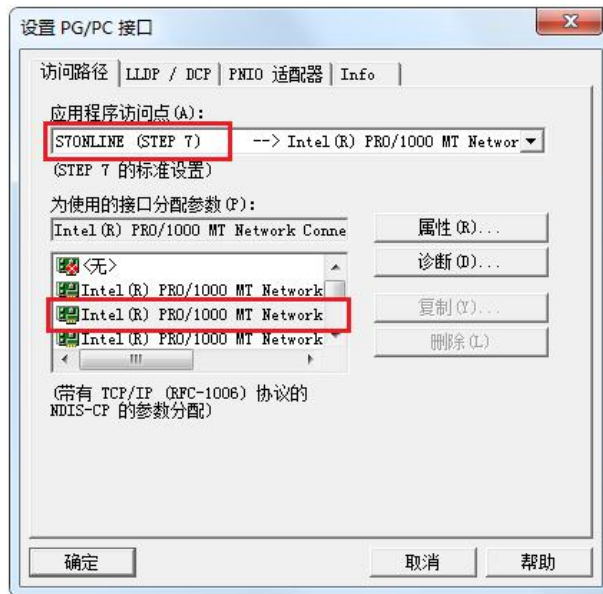 设置 PG/PC 接口
访问路径 LLDP / DCP PNIO 适配器 Info
应用程序访问点(A):
S7ONLINE (STEP 7) --> Intel(R) PRO/1000 MT Networ
(STEP 7 的标准设置)
为使用的接口分配参数(P):
Intel(R) PRO/1000 MT Network Conne
属性(R)...
<无>
诊断(D)...
Intel(R) PRO/1000 MT Network
Intel(R) PRO/1000 MT Network
复制(Y)...
Intel(R) PRO/1000 MT Network
删除(L)
(带有 TCP/IP (RFC-1006) 协议的
NDIS-CP 的参数分配)
确定 取消 帮助